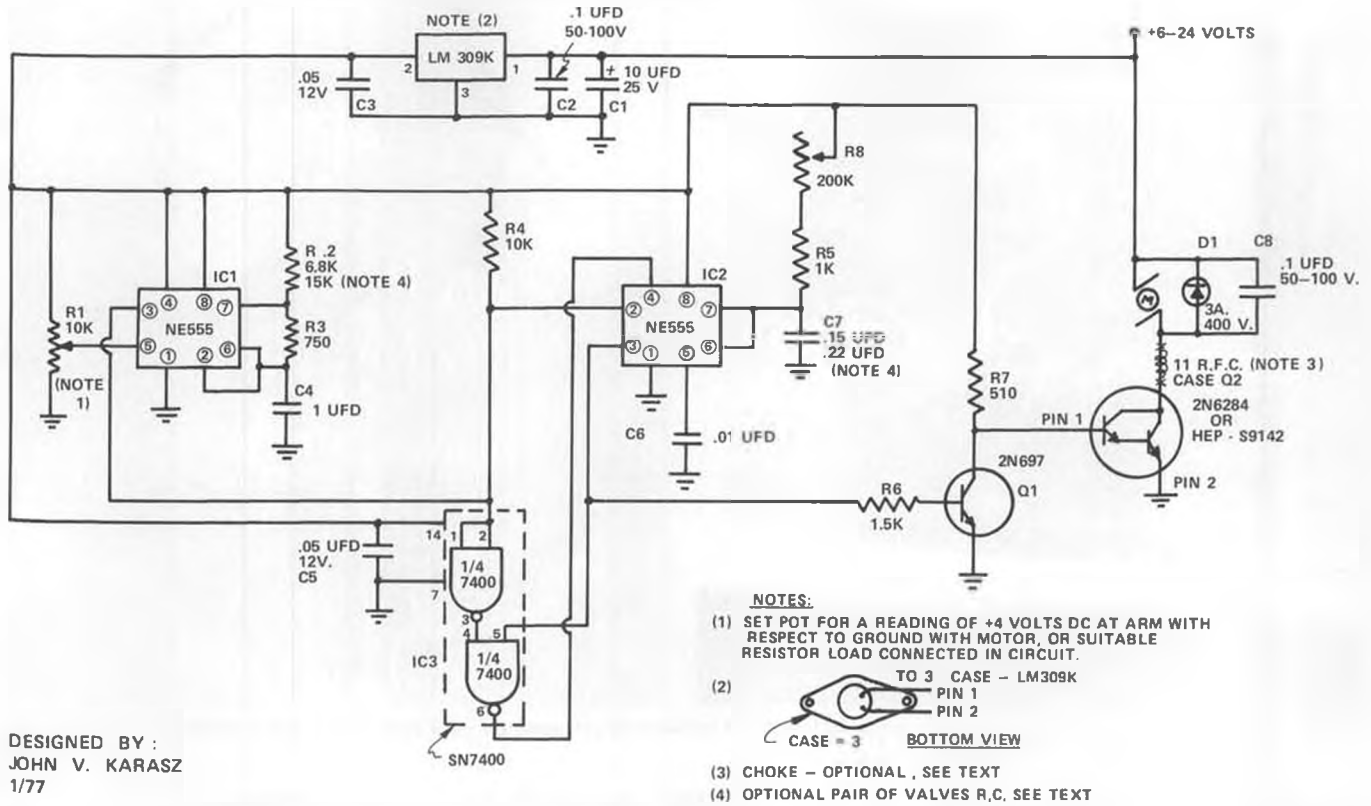 NOTE (2)
.1 UFD
50-100V
+6–24 VOLTS
LM 309K
2
1
3
.05
12V
C3
C2
+ 10 UFD
25 V
C1
R8
200K
R4
10K
R5
1K
R .2
6.8K
15K (NOTE 4)
IC1
IC2
D1
C8
.1 UFD
50–100 V.
M
3A.
400 V.
R1
10K
(NOTE
1)
3 4 8 7
NE555
5 1 2 6
R3
750
C4
1 UFD
4 8
2 7
NE555
3 1 5 6
C7
.15 UFD
.22 UFD
(NOTE 4)
C6
.01 UFD
R7
510
11 R.F.C. (NOTE 3)
CASE Q2
2N6284
OR
HEP - S9142
PIN 1
PIN 2
2N697
Q1
R6
1.5K
.05 UFD
12V.
C5
14
1
2
1/4
7400
7
3
4
5
IC3
1/4
7400
6
SN7400
DESIGNED BY :
JOHN V. KARASZ
1/77
NOTES:
(1) SET POT FOR A READING OF +4 VOLTS DC AT ARM WITH
RESPECT TO GROUND WITH MOTOR, OR SUITABLE
RESISTOR LOAD CONNECTED IN CIRCUIT.
(2)
TO 3 CASE – LM309K
PIN 1
PIN 2
CASE = 3
BOTTOM VIEW
(3) CHOKE – OPTIONAL , SEE TEXT
(4) OPTIONAL PAIR OF VALVES R,C, SEE TEXT